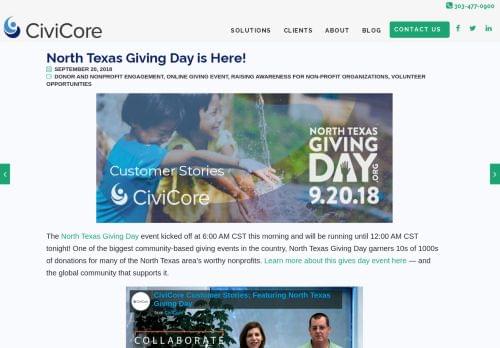 303-477-0900
CiviCore
SOLUTIONS CLIENTS ABOUT BLOG CONTACT US
North Texas Giving Day is Here!
SEPTEMBER 20, 2018
DONOR AND NONPROFIT ENGAGEMENT, ONLINE GIVING EVENT, RAISING AWARENESS FOR NON-PROFIT ORGANIZATIONS, VOLUNTEER
OPPORTUNITIES
NORTH TEXAS
GIVING
DAY.ORG
9.20.18
Customer Stories
CiviCore
The North Texas Giving Day event kicked off at 6:00 AM CST this morning and will be running until 12:00 AM CST
tonight! One of the biggest community-based giving events in the country, North Texas Giving Day garners 10s of 1000s
of donations for many of the North Texas area's worthy nonprofits. Learn more about this gives day event here — and
the global community that supports it.
CiviCore Customer Stories: Featuring North Texas
Giving Day
from CiviCore
COLLABORATE